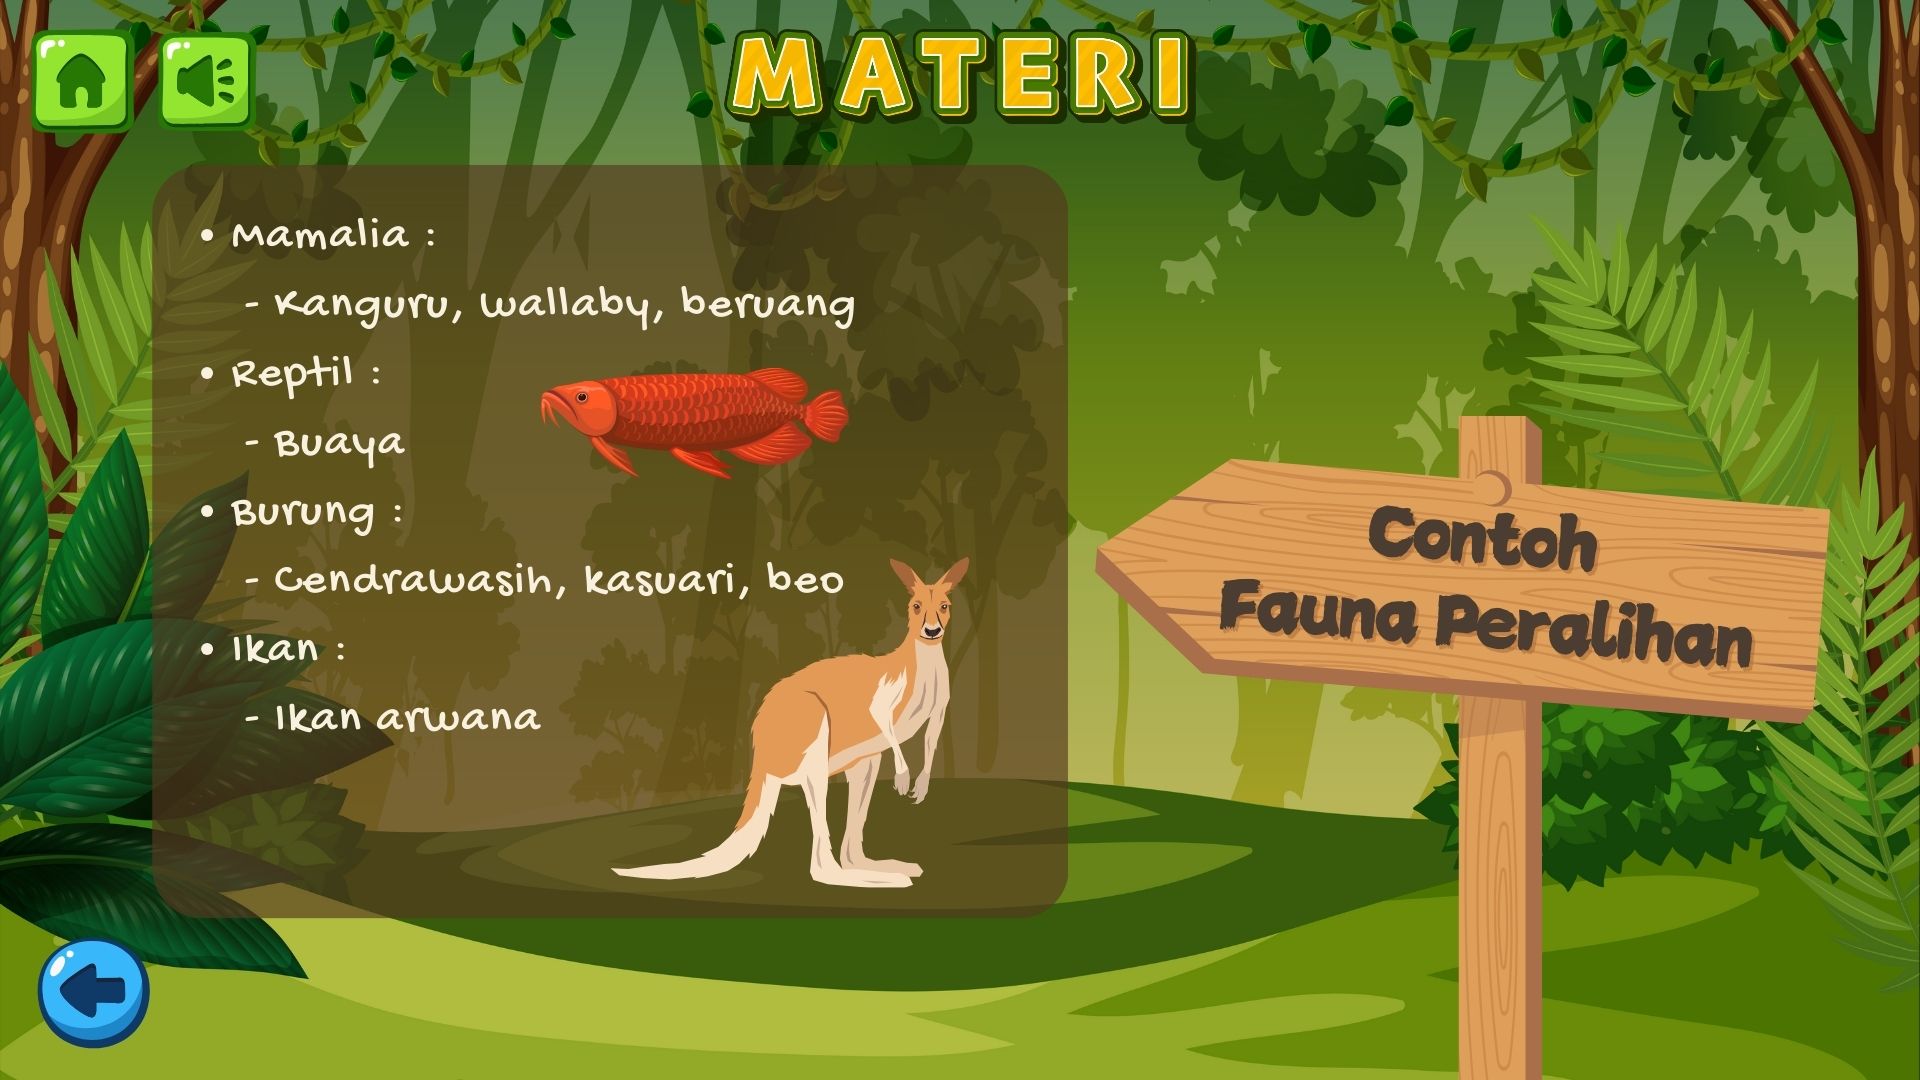 MATERI
• Mamalia :
- Kanguru, wallaby, beruang
• Reptil :
- Buaya
• Burung :
- Cendrawasih, kasuari, beo
• Ikan :
- Ikan arwana
Contoh
Fauna Peralihan